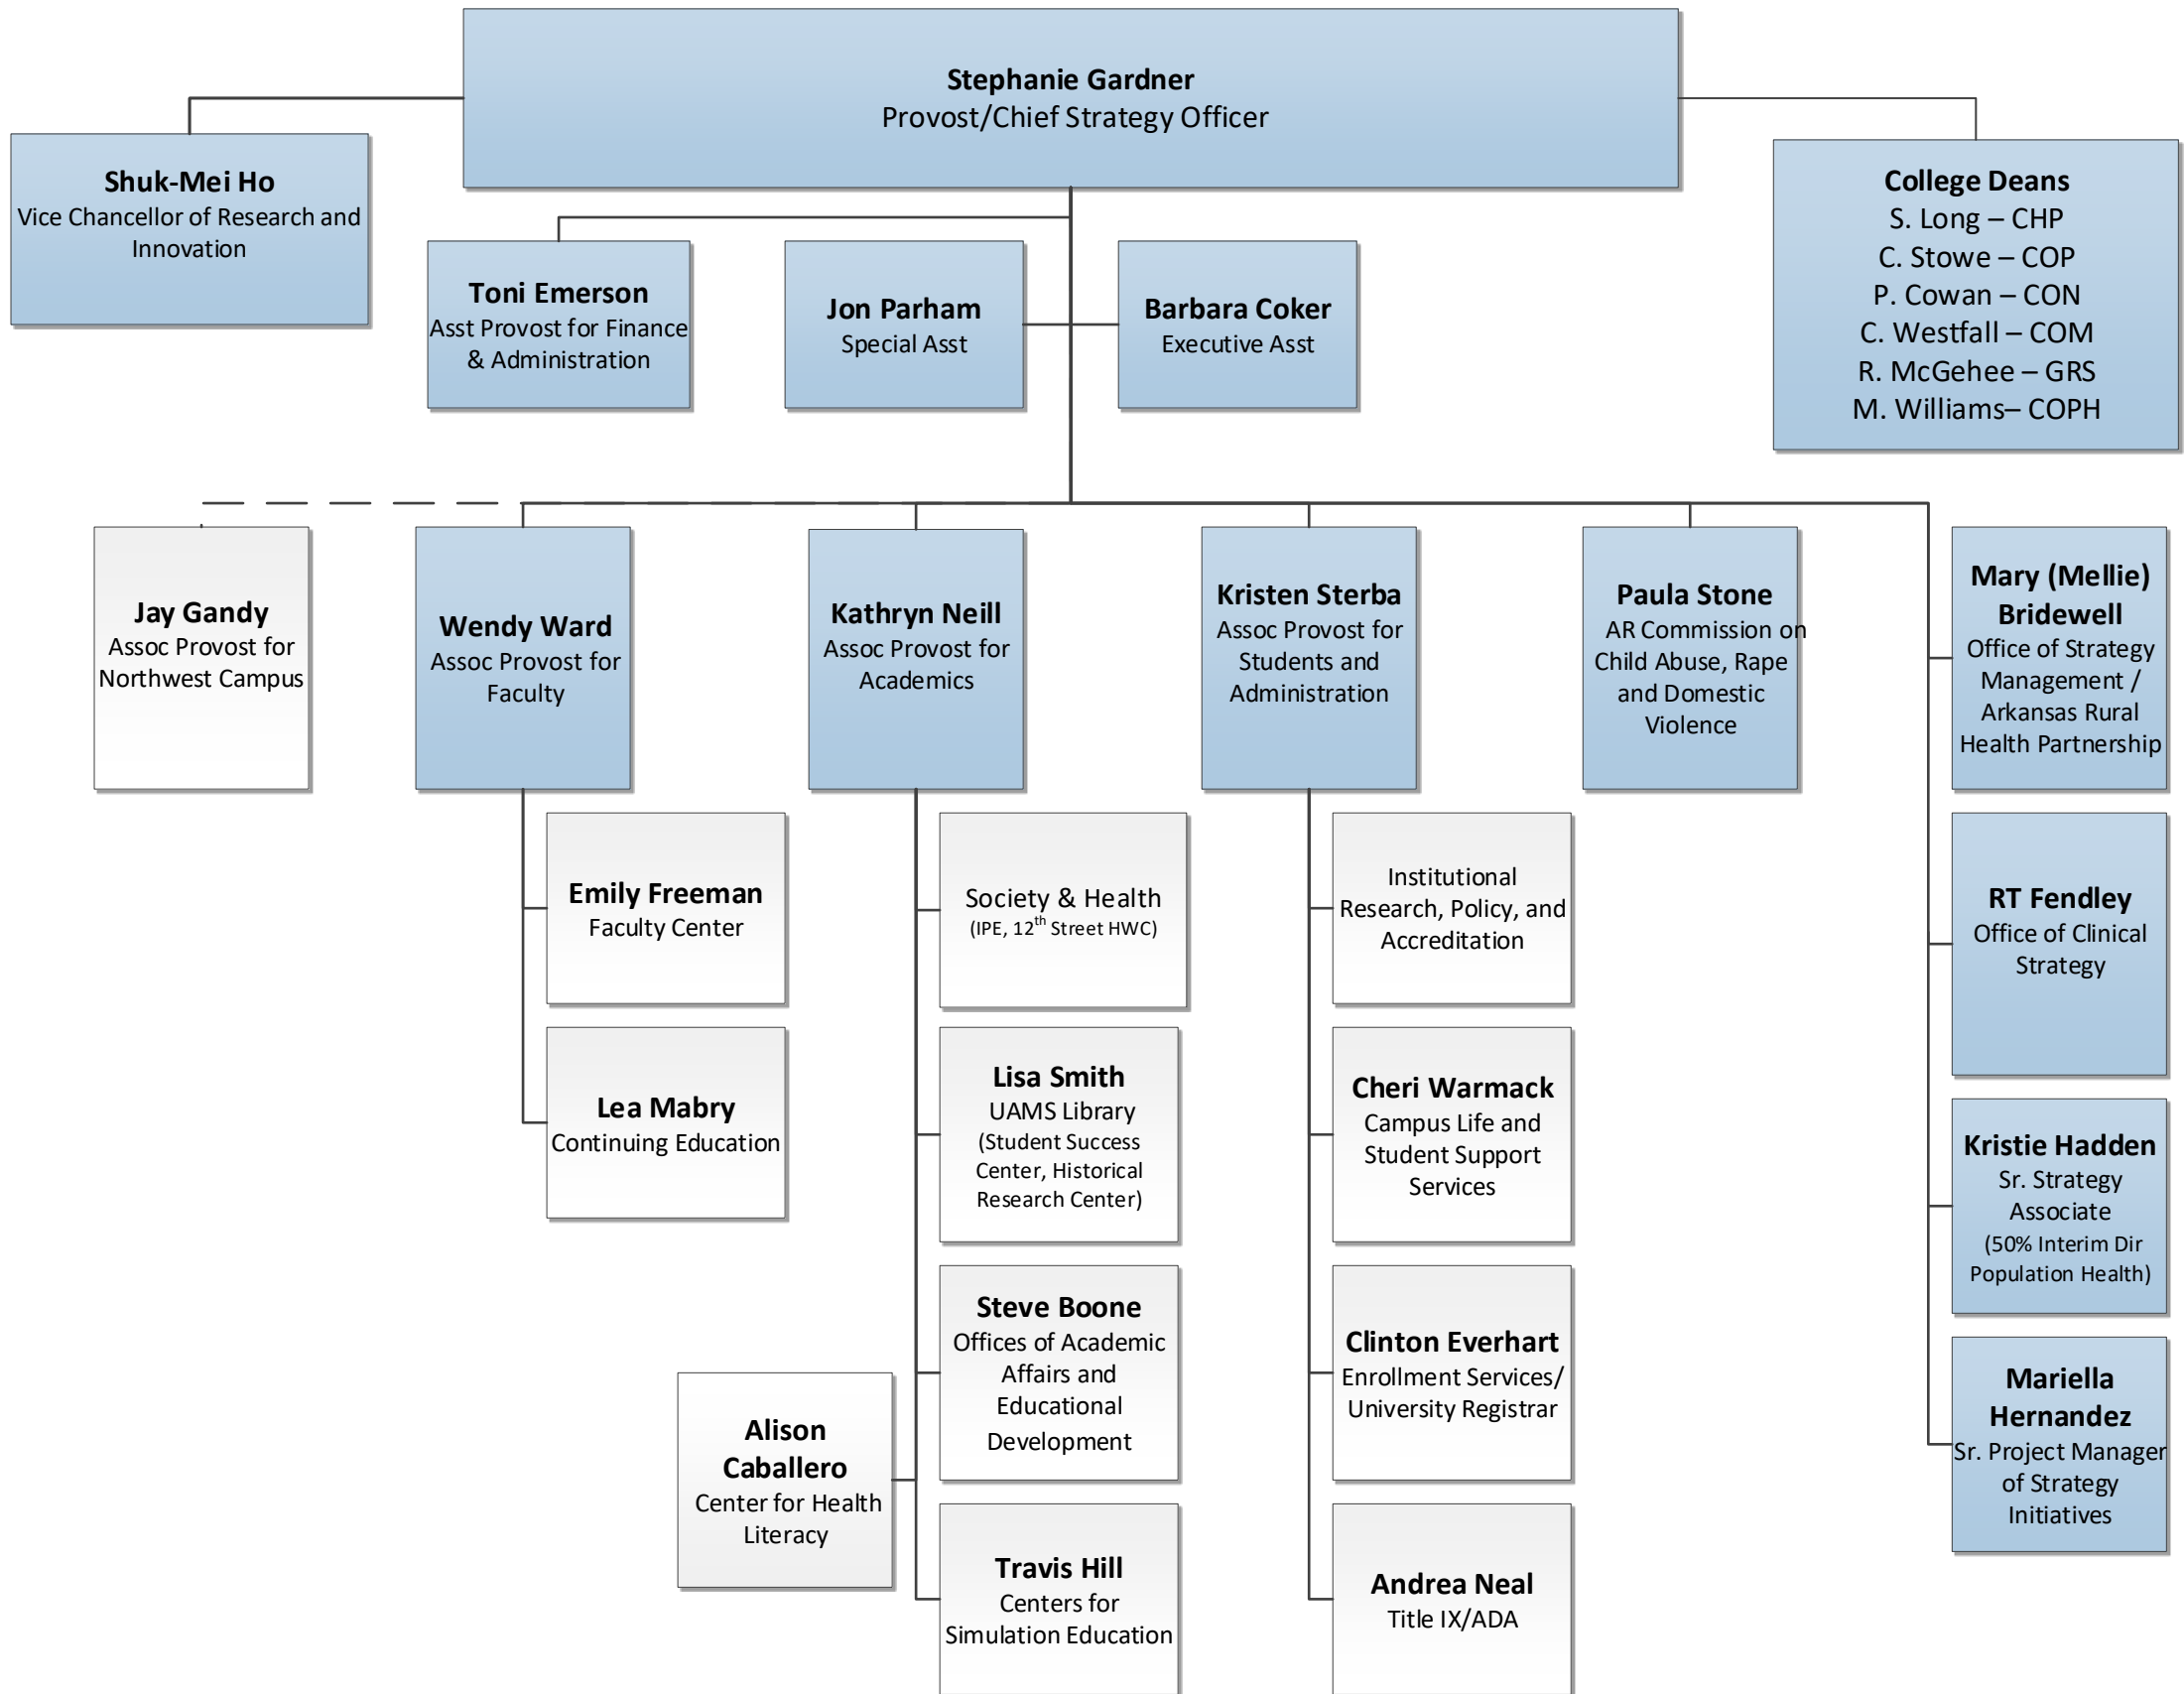 Stephanie Gardner
Provost/Chief Strategy Officer
Shuk-Mei Ho
Vice Chancellor of Research and
Innovation
Toni Emerson
Asst Provost for Finance
& Administration
Jon Parham
Special Asst
Barbara Coker
Executive Asst
College Deans
S. Long – CHP
C. Stowe – COP
P. Cowan – CON
C. Westfall – COM
R. McGehee – GRS
M. Williams– COPH
Jay Gandy
Assoc Provost for
Northwest Campus
Wendy Ward
Assoc Provost for
Faculty
Kathryn Neill
Assoc Provost for
Academics
Kristen Sterba
Assoc Provost for
Students and
Administration
Paula Stone
AR Commission on
Child Abuse, Rape
and Domestic
Violence
Mary (Mellie)
Bridewell
Office of Strategy
Management /
Arkansas Rural
Health Partnership
Emily Freeman
Faculty Center
Lea Mabry
Continuing Education
Society & Health
(IPE, 12th Street HWC)
Lisa Smith
UAMS Library
(Student Success
Center, Historical
Research Center)
Steve Boone
Offices of Academic
Affairs and
Educational
Development
Alison
Caballero
Center for Health
Literacy
Travis Hill
Centers for
Simulation Education
Institutional
Research, Policy, and
Accreditation
Cheri Warmack
Campus Life and
Student Support
Services
Clinton Everhart
Enrollment Services/
University Registrar
Andrea Neal
Title IX/ADA
RT Fendley
Office of Clinical
Strategy
Kristie Hadden
Sr. Strategy
Associate
(50% Interim Dir
Population Health)
Mariella
Hernandez
Sr. Project Manager
of Strategy
Initiatives